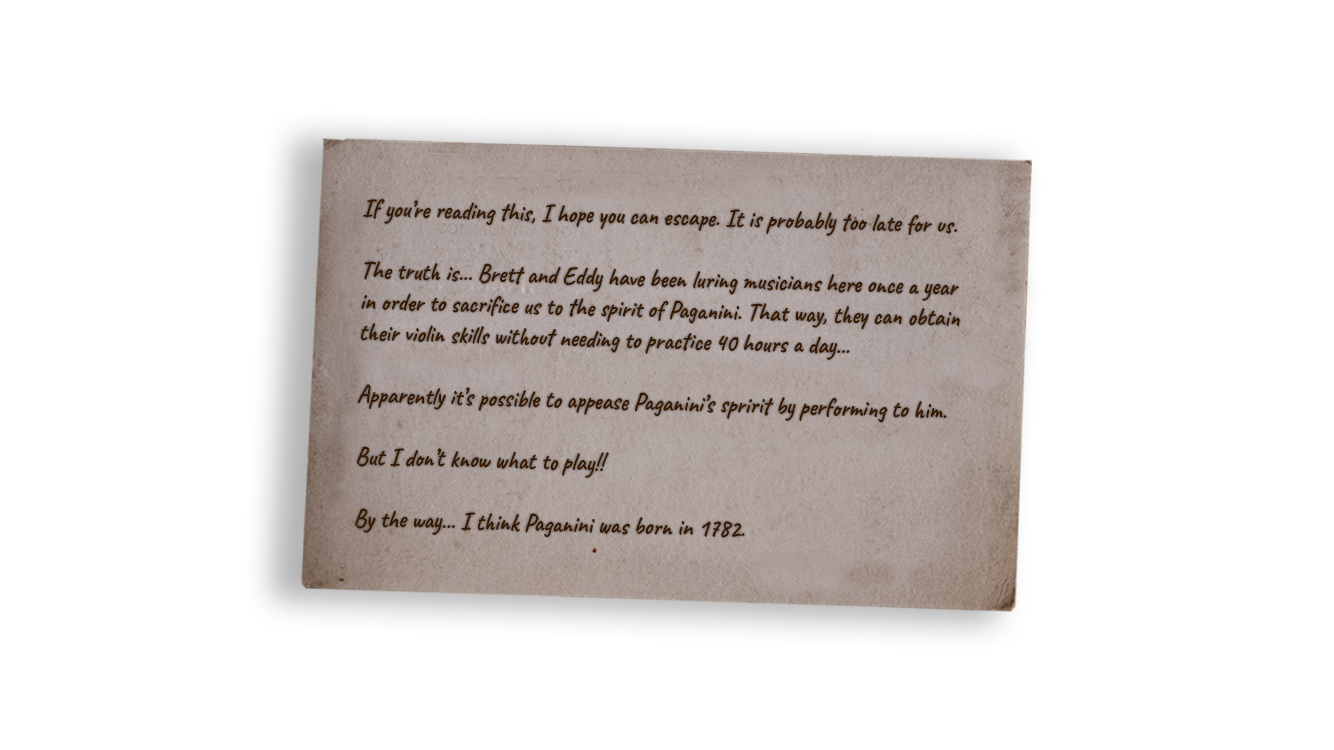 If you're reading this, I hope you can escape. It is probably too late for us.
The truth is... Brett and Eddy have been luring musicians here once a year
in order to sacrifice us to the spirit of Paganini. That way, they can obtain
their violin skills without needing to practice 40 hours a day...
Apparently it's possible to appease Paganini's spririt by performing to him.
But I don't know what to play!!
By the way... I think Paganini was born in 1782.